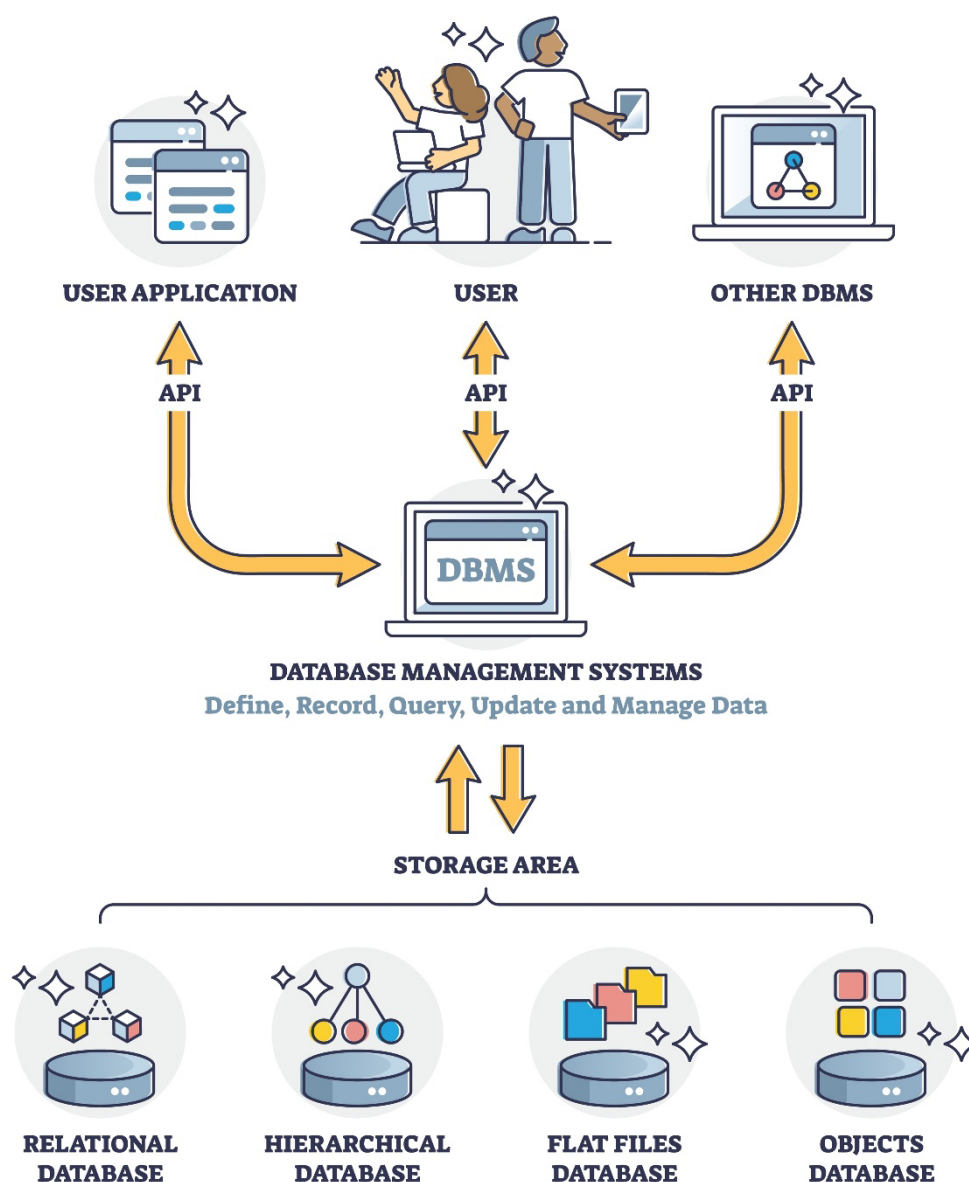 USER APPLICATION
USER
OTHER DBMS
API
API
API
DBMS
DATABASE MANAGEMENT SYSTEMS
Define, Record, Query, Update and Manage Data
STORAGE AREA
RELATIONAL
DATABASE
HIERARCHICAL
DATABASE
FLAT FILES
DATABASE
OBJECTS
DATABASE